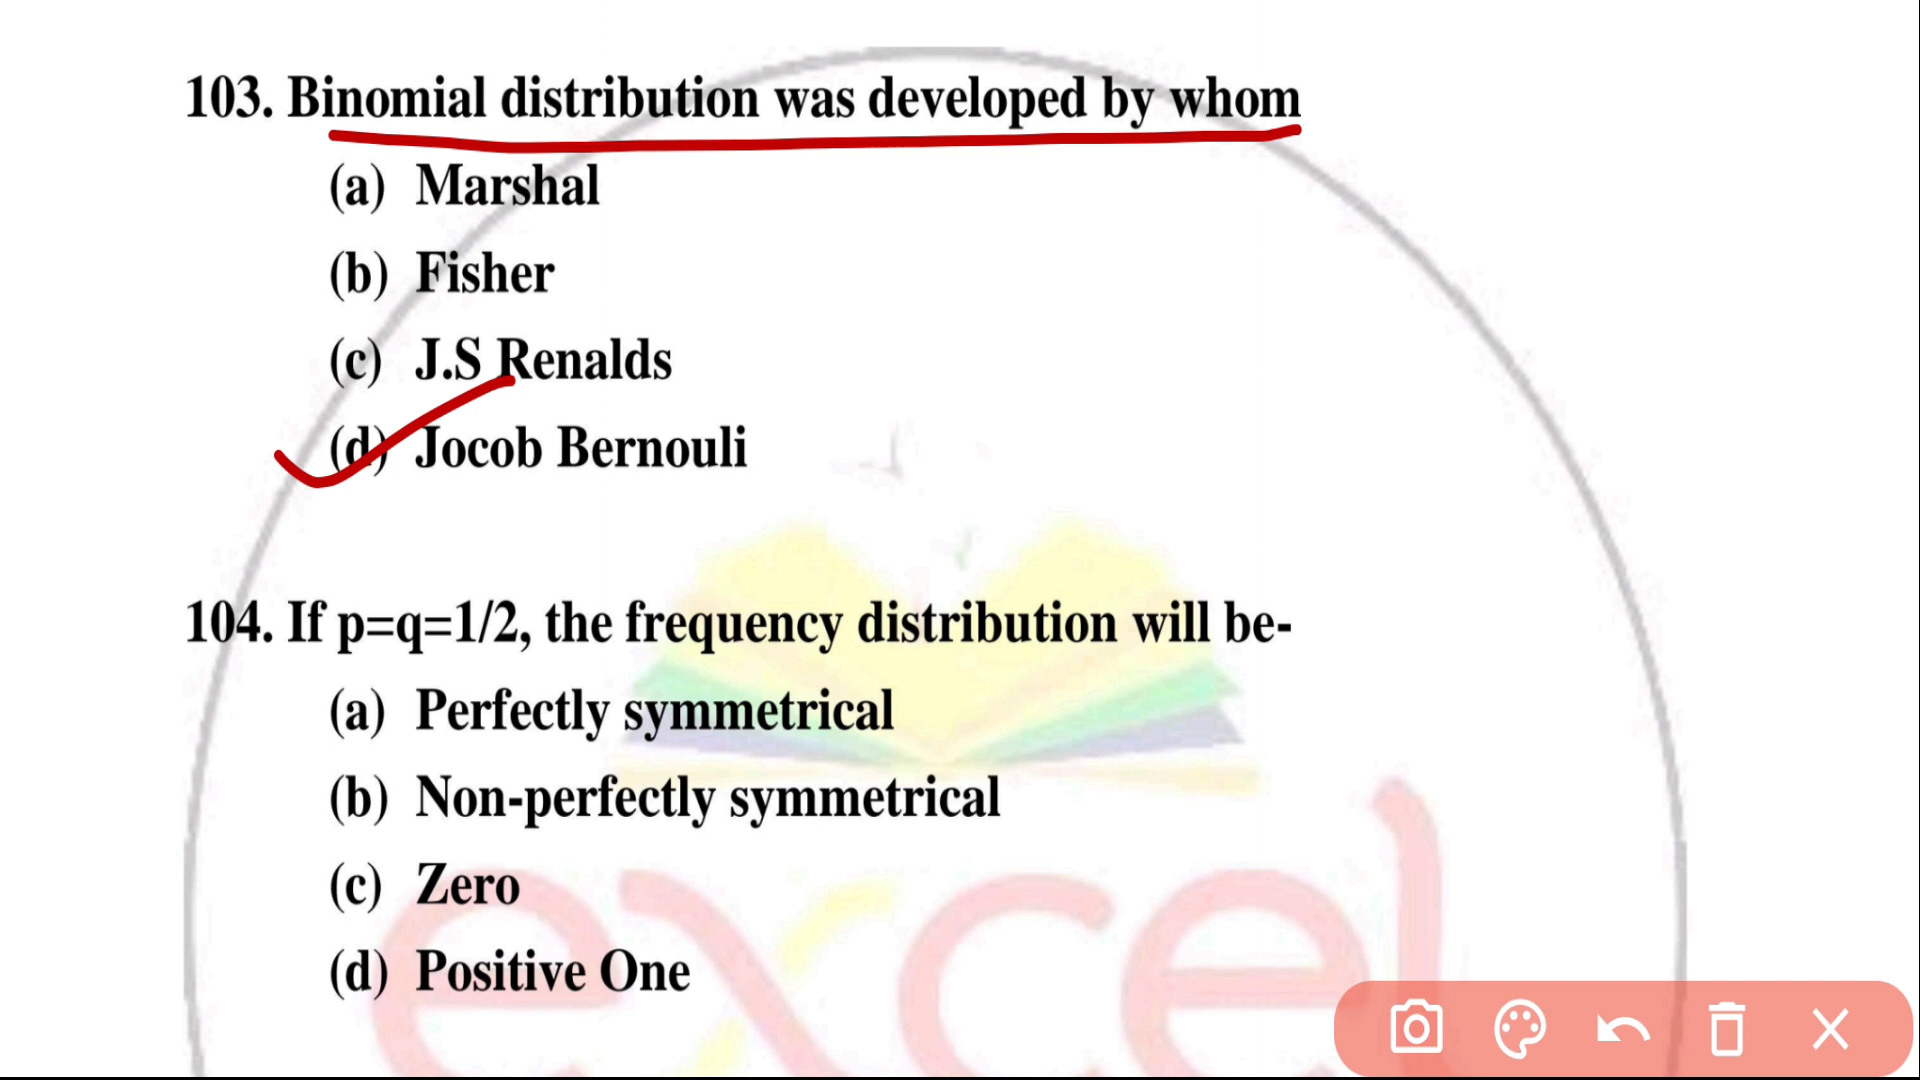 103. Binomial distribution was developed by whom
(a) Marshal
(b) Fisher
(c) J.S Renalds
(d) Jocob Bernouli
104. If p=q=1/2, the frequency distribution will be-
(a) Perfectly symmetrical
(b) Non-perfectly symmetrical
(c) Zero
(d) Positive One
excel